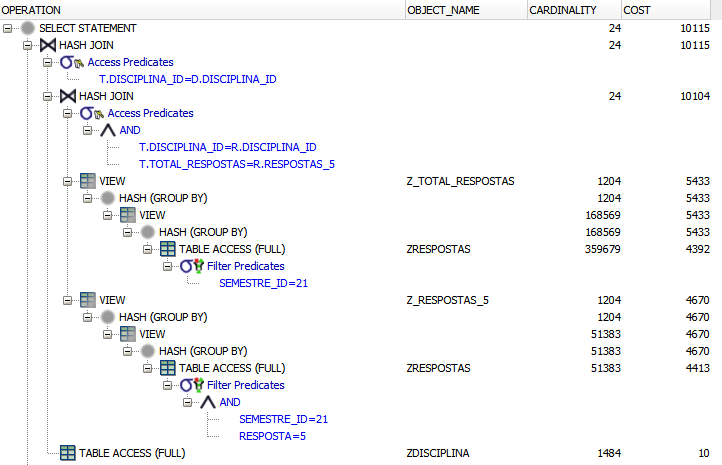 OPERATION OBJECT_NAME CARDINALITY COST
SELECT STATEMENT 24 10115
HASH JOIN 24 10115
Access Predicates
T.DISCIPLINA_ID=D.DISCIPLINA_ID
HASH JOIN 24 10104
Access Predicates
AND
T.DISCIPLINA_ID=R.DISCIPLINA_ID
T.TOTAL_RESPOSTAS=R.RESPOSTAS_5
VIEW Z_TOTAL_RESPOSTAS 1204 5433
HASH (GROUP BY) 1204 5433
VIEW 168569 5433
HASH (GROUP BY) 168569 5433
TABLE ACCESS (FULL) ZRESPOSTAS 359679 4392
Filter Predicates
SEMESTRE_ID=21
VIEW Z_RESPOSTAS_5 1204 4670
HASH (GROUP BY) 1204 4670
VIEW 51383 4670
HASH (GROUP BY) 51383 4670
TABLE ACCESS (FULL) ZRESPOSTAS 51383 4413
Filter Predicates
AND
SEMESTRE_ID=21
RESPOSTA=5
TABLE ACCESS (FULL) ZDISCIPLINA 1484 10